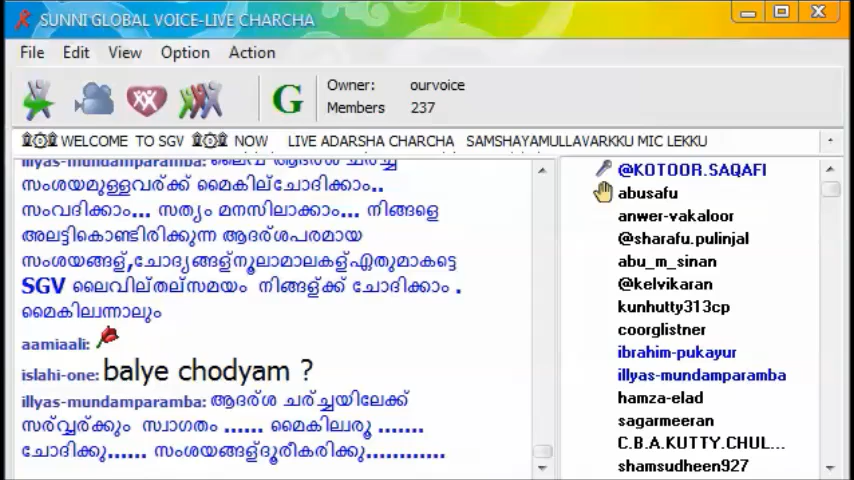 SUNNI GLOBAL VOICE-LIVE CHARCHA
File Edit View Option Action
G Owner: ourvoice
Members 237
WELCOME TO SGV NOW LIVE ADARSHA CHARCHA SAMSHAYAMULLAVARKKU MIC LEKKU
illyas-mundamparamba: ലൈവ് ആദര്‍ശ ചര്‍ച്ച
സംശയമുള്ളവര്‍ക്ക് മൈകില്‍ചോദിക്കാം..
സംവദിക്കാം... സത്യം മനസിലാക്കാം... നിങ്ങളെ
അലട്ടികൊണ്ടിരിക്കുന്ന ആദര്‍ശപരമായ
സംശയങ്ങള്‍,ചോദ്യങ്ങള്‍നൂലാമാലകള്‍ഏതുമാകട്ടെ
SGV ലൈവില്‍തല്‍സമയം നിങ്ങള്‍ക്ക് ചോദിക്കാം .
മൈകില്വന്നാലും
aamiaali:
islahi-one: balye chodyam ?
illyas-mundamparamba: ആദര്‍ശ ചര്‍ച്ചയിലേക്ക്
സര്‍വ്വര്‍ക്കും സ്വാഗതം ...... മൈകില്വരൂ .......
ചോദിക്കു...... സംശയങ്ങള്‍ദൂരീകരിക്കു............
@KOTOOR.SAQAFI
abusafu
anwer-vakaloor
@sharafu.pulinjal
abu_m_sinan
@kelvikaran
kunhutty313cp
coorglistner
ibrahim-pukayur
illyas-mundamparamba
hamza-elad
sagarmeeran
C.B.A.KUTTY.CHUL...
shamsudheen927